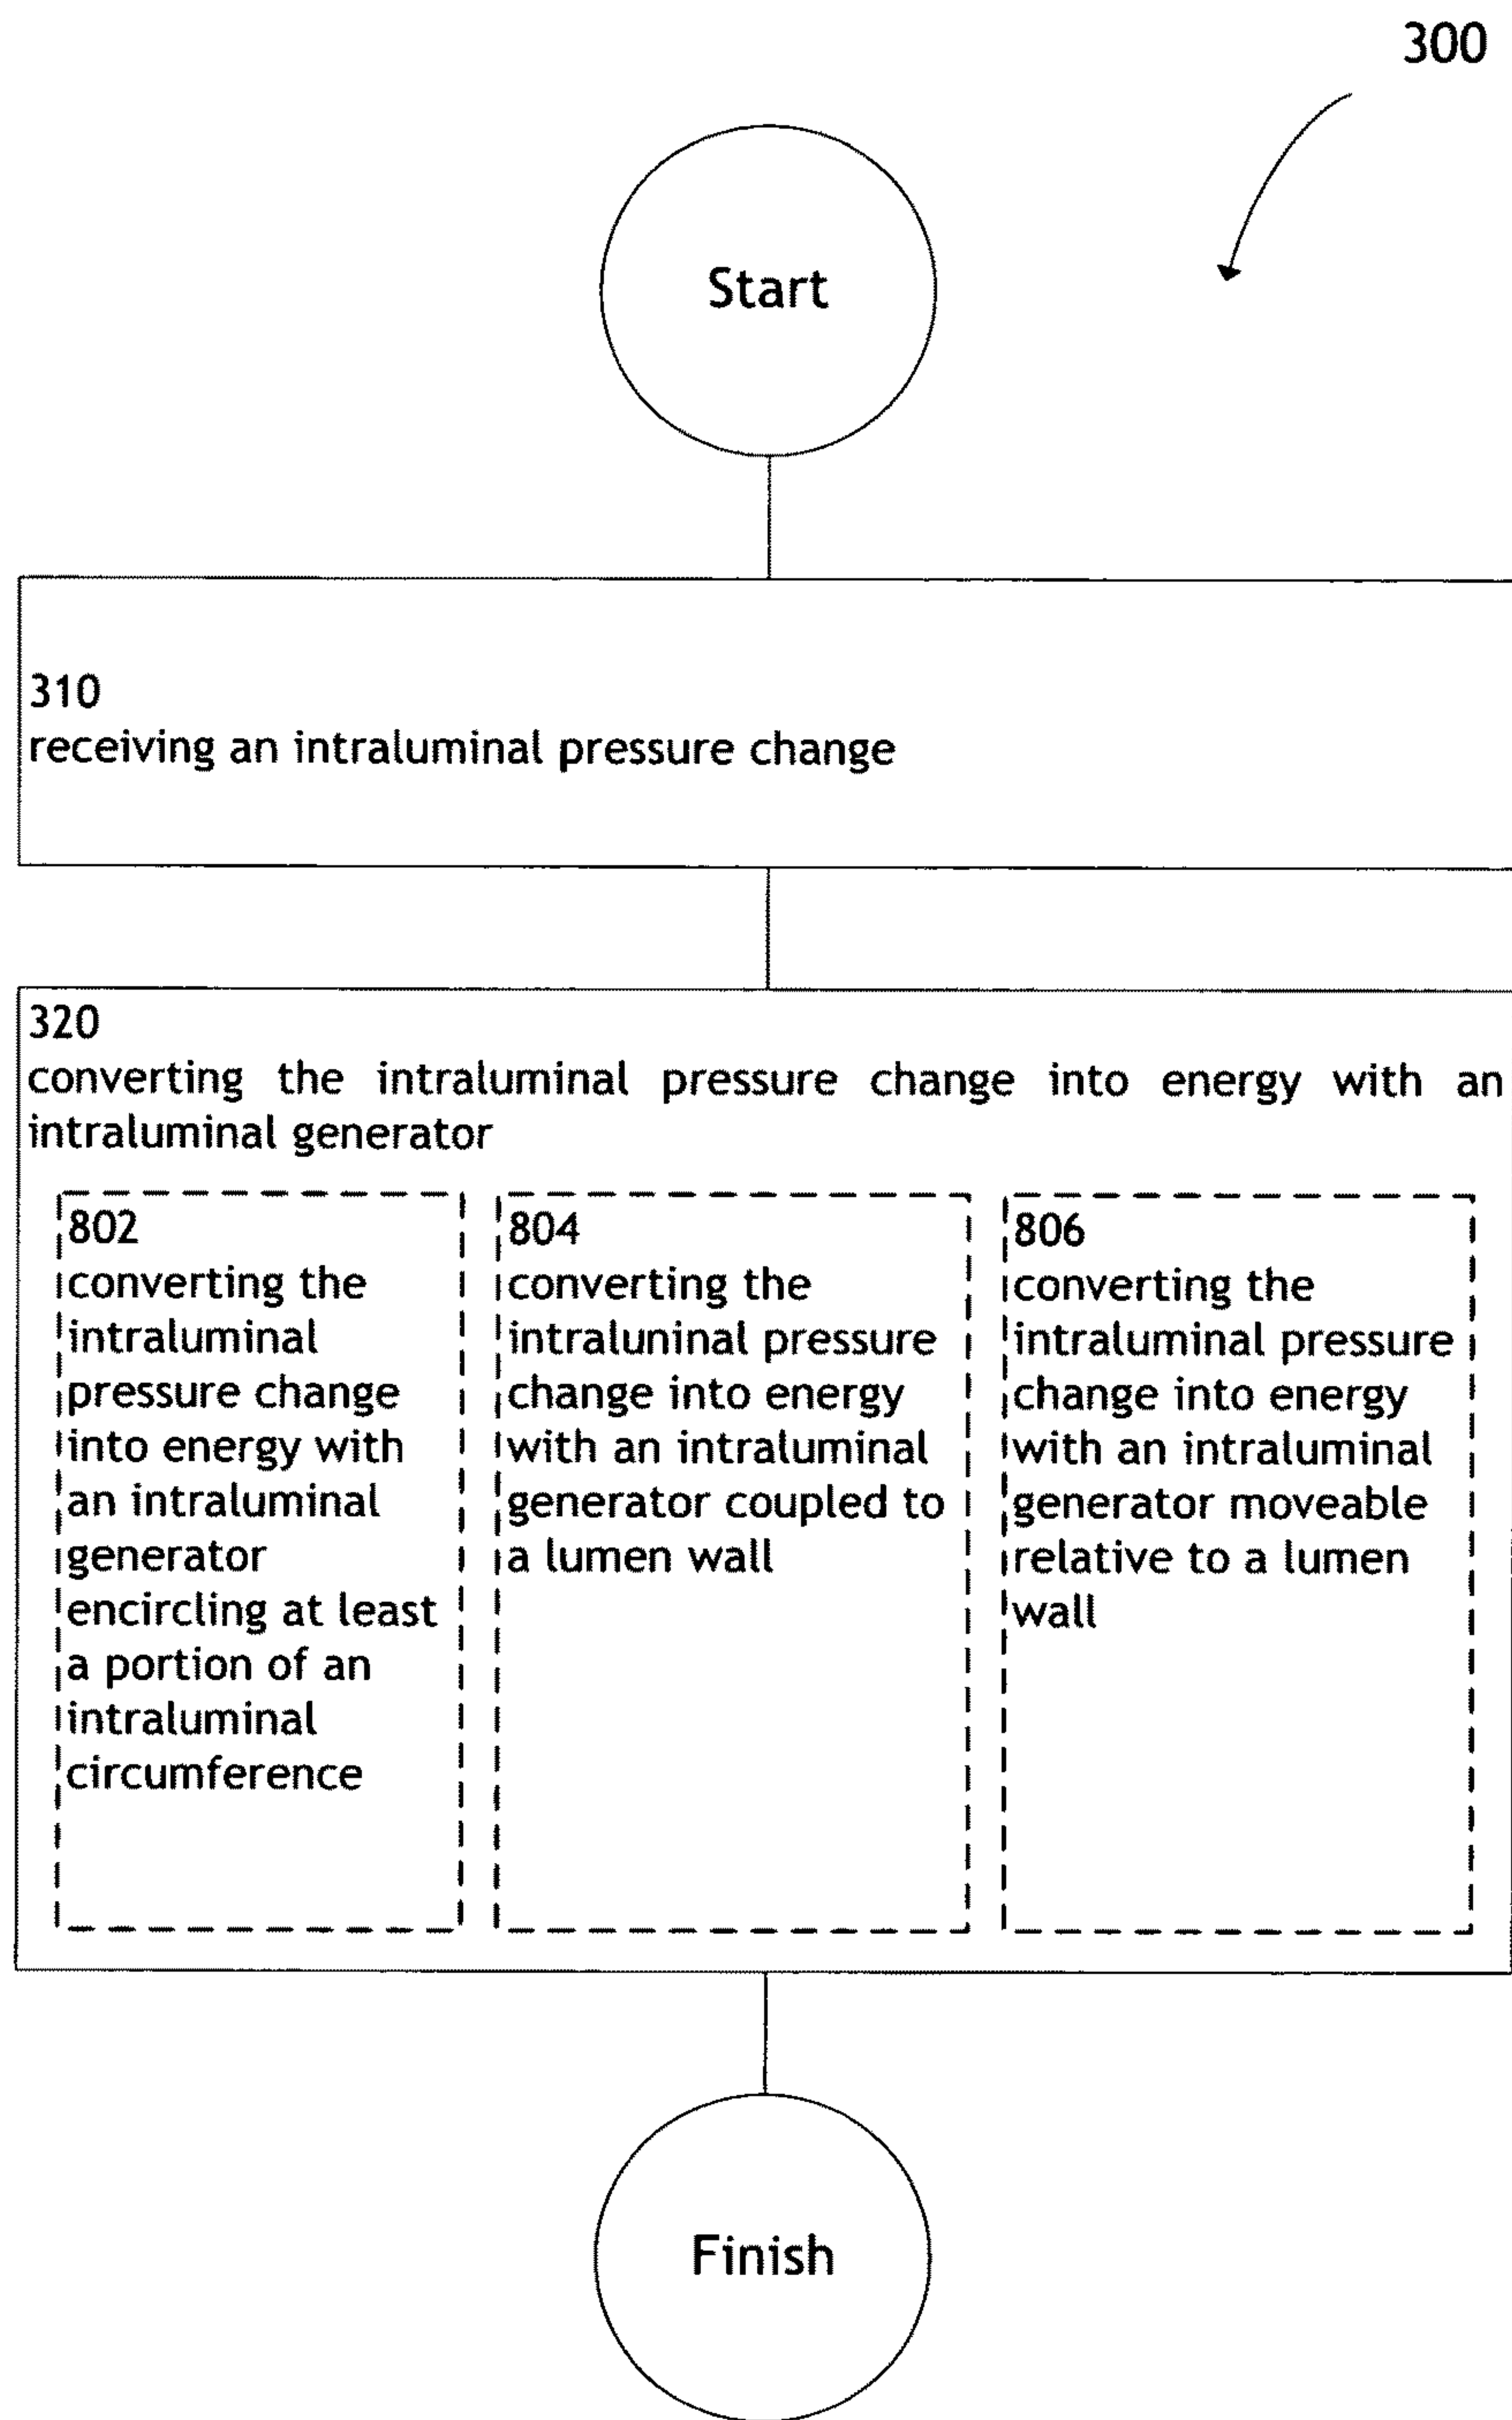 300
Start
310
receiving an intraluminal pressure change
320
converting the intraluminal pressure change into energy with an
intraluminal generator
802
converting the
intraluminal
pressure change
into energy with
an intraluminal
generator
encircling at least
a portion of an
intraluminal
circumference
804
converting the
intraluninal pressure
change into energy
with an intraluminal
generator coupled to
a lumen wall
806
converting the
intraluminal pressure
change into energy
with an intraluminal
generator moveable
relative to a lumen
wall
Finish